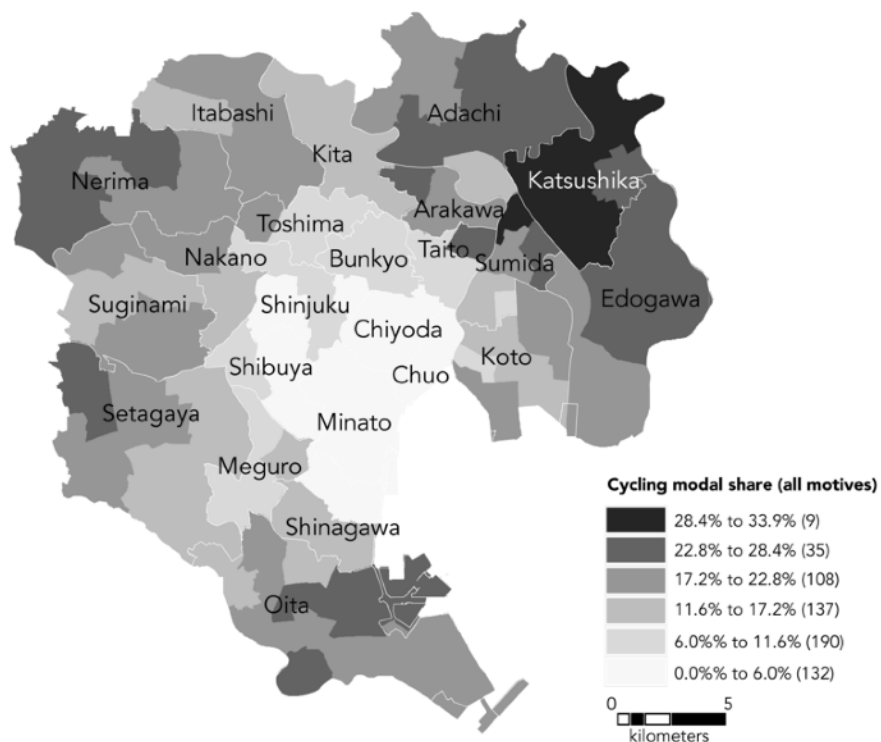 Itabashi
Adachi
Kita
Nerima
Katsushika
Arakawa
Toshima
Taito
Nakano
Bunkyo
Sumida
Suginami
Shinjuku
Edogawa
Chiyoda
Koto
Shibuya
Chuo
Setagaya
Minato
Meguro
Shinagawa
Oita
Cycling modal share (all motives)
28.4% to 33.9% (9)
22.8% to 28.4% (35)
17.2% to 22.8% (108)
11.6% to 17.2% (137)
6.0%% to 11.6% (190)
0.0%% to 6.0% (132)
0 5
kilometers